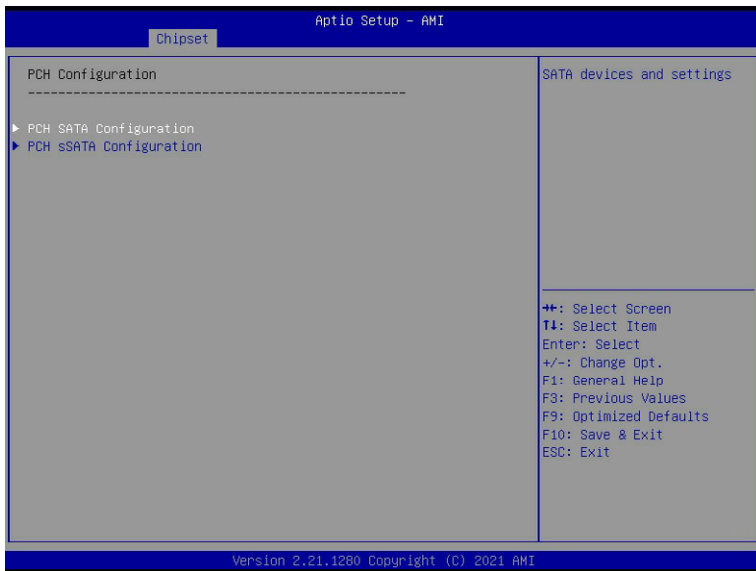 Aptio Setup – AMI
Chipset
PCH Configuration
--------------------------------------------------
▶ PCH SATA Configuration
▶ PCH sSATA Configuration
SATA devices and settings
→←: Select Screen
↑↓: Select Item
Enter: Select
+/-: Change Opt.
F1: General Help
F3: Previous Values
F9: Optimized Defaults
F10: Save & Exit
ESC: Exit
Version 2.21.1280 Copyright (C) 2021 AMI